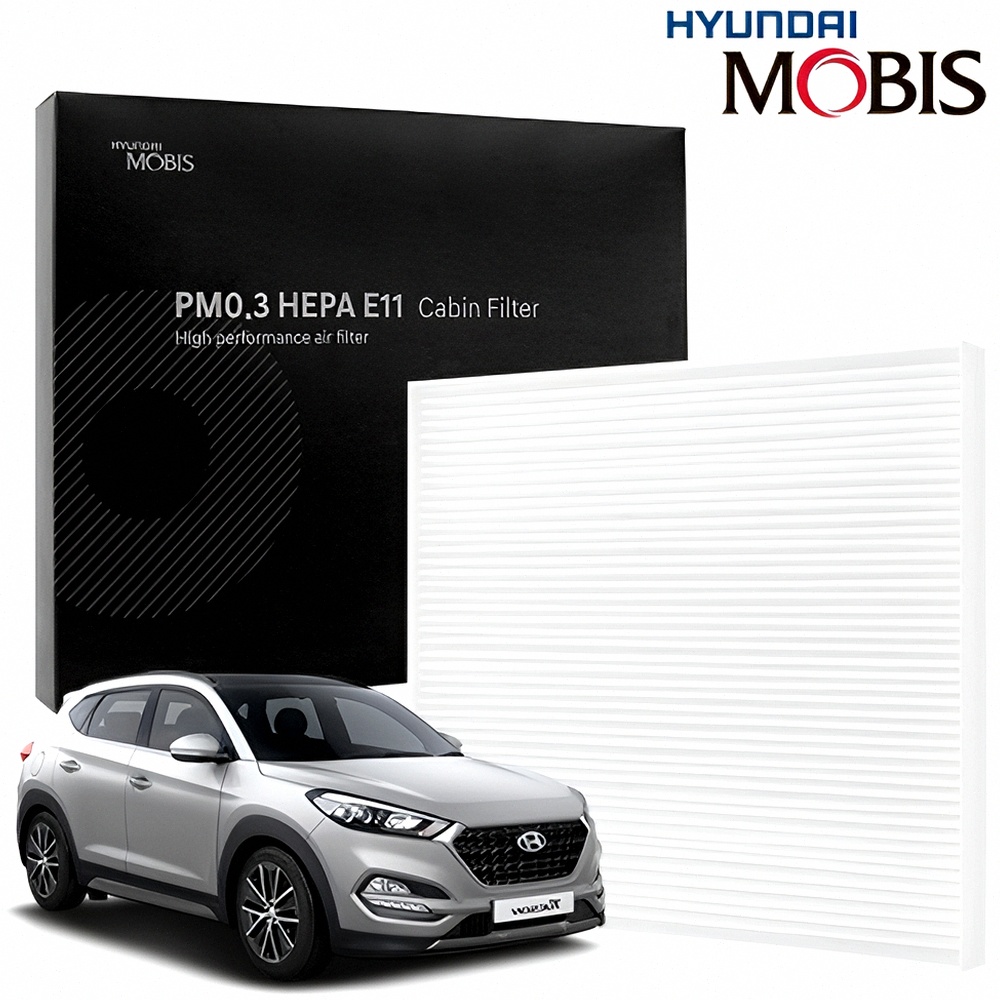 HYUNDAI
MOBIS
HYUNDAI
MOBIS
PM0.3 HEPA E11 Cabin Filter
High performance air filter